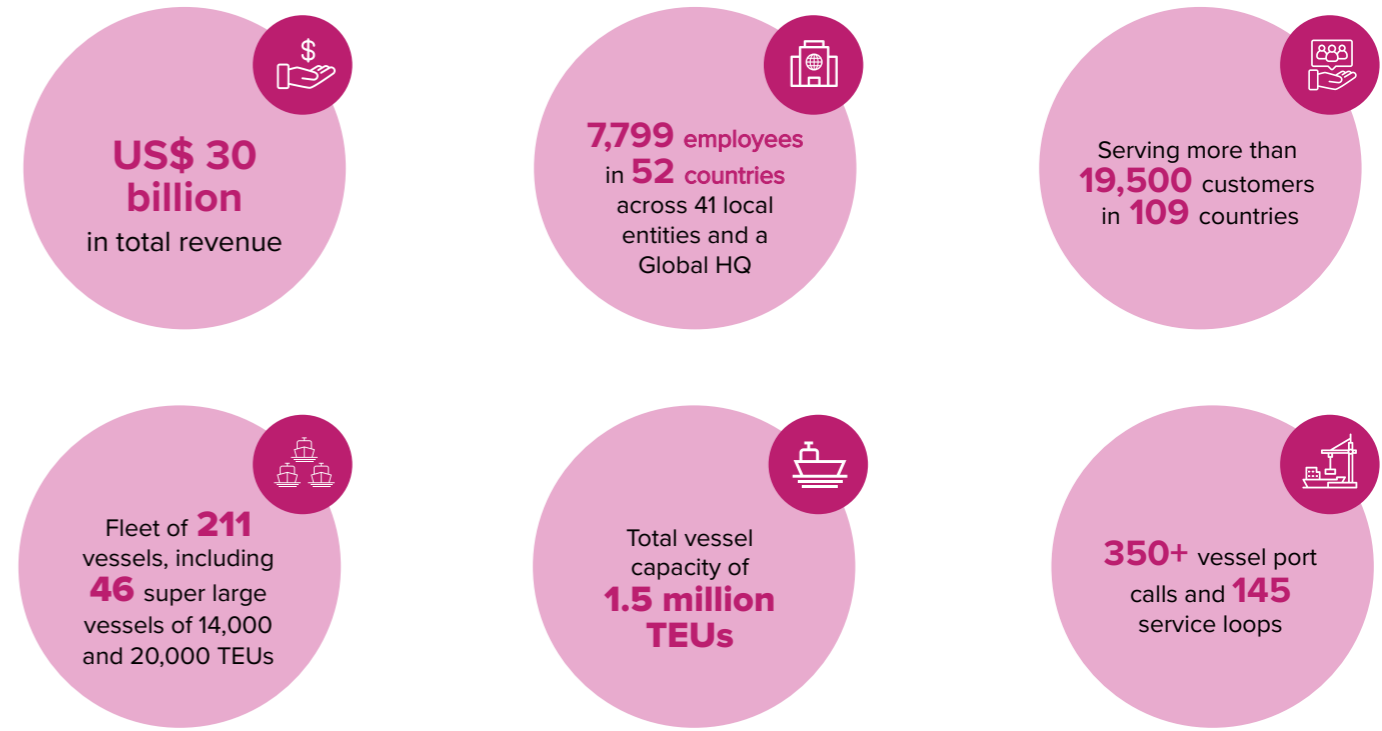 $
US$ 30
billion
in total revenue
7,799 employees
in 52 countries
across 41 local
entities and a
Global HQ
Serving more than
19,500 customers
in 109 countries
Fleet of 211
vessels, including
46 super large
vessels of 14,000
and 20,000 TEUs
Total vessel
capacity of
1.5 million
TEUs
350+ vessel port
calls and 145
service loops